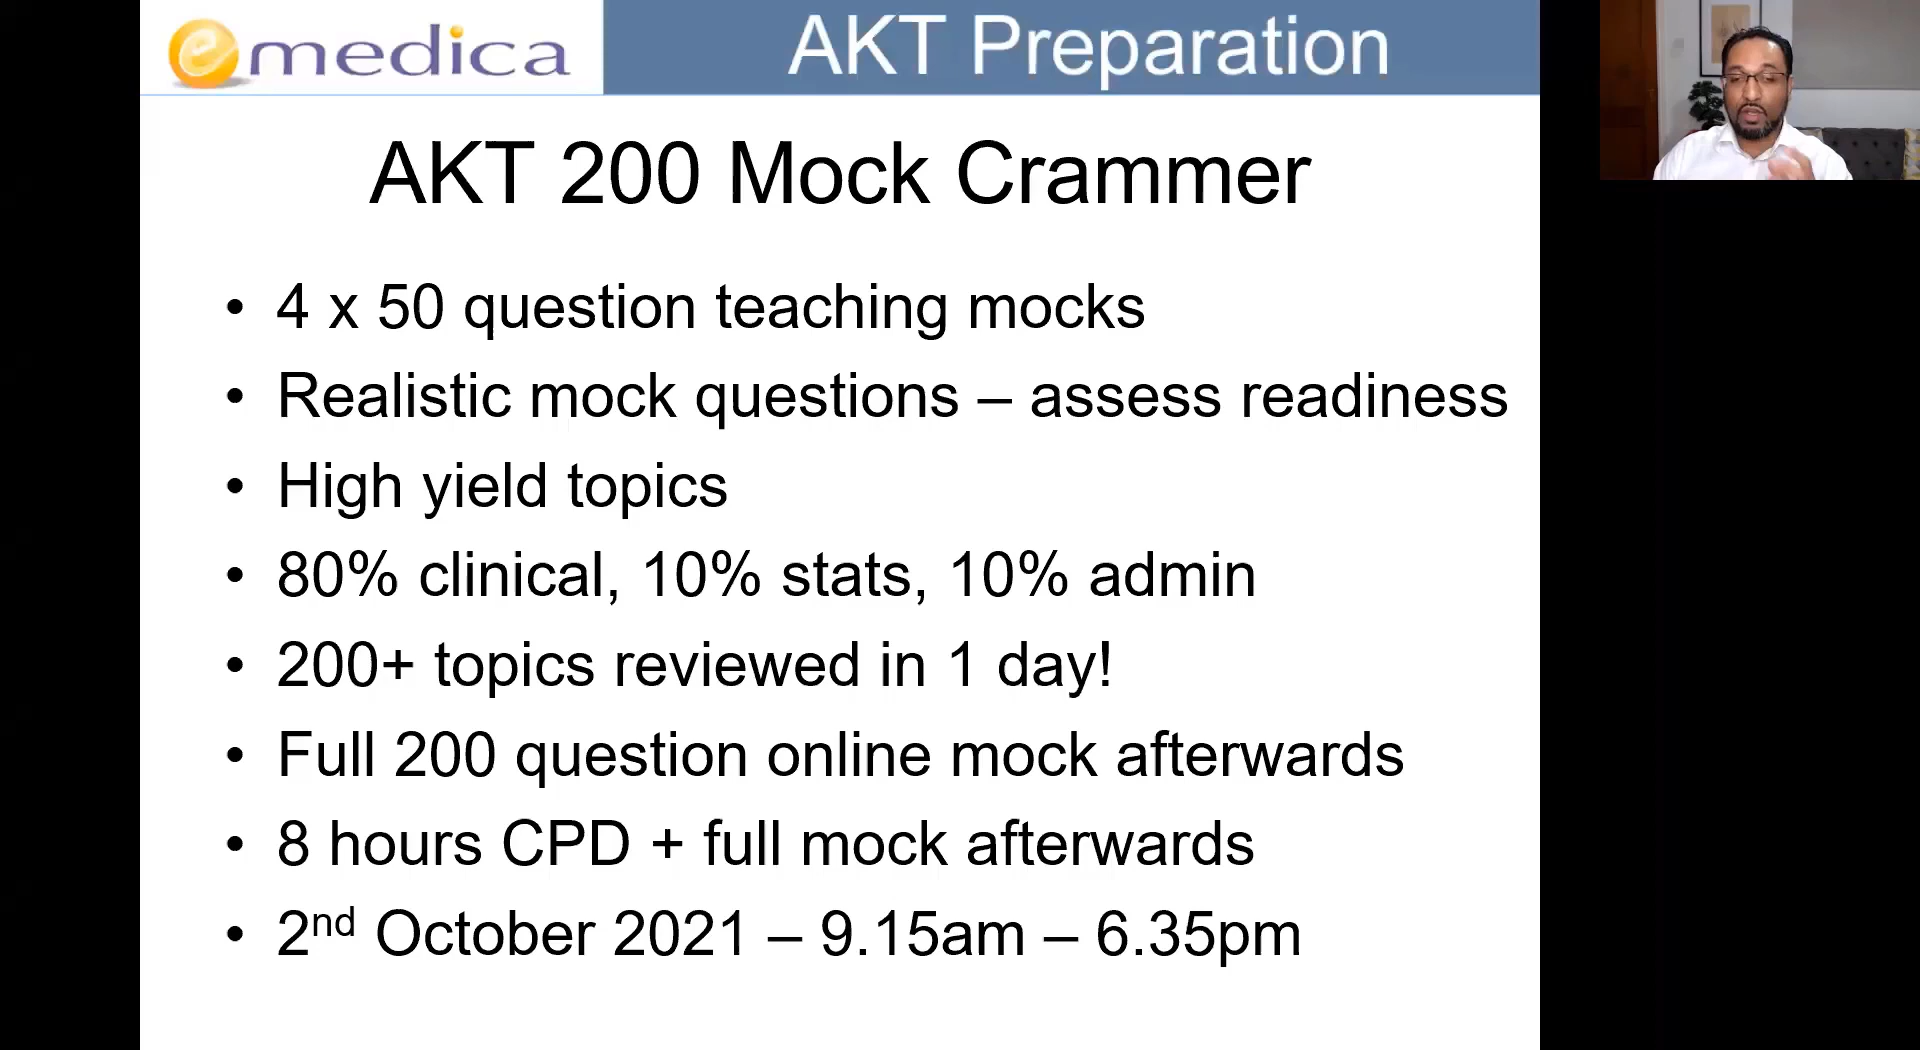 emedica
AKT Preparation
AKT 200 Mock Crammer
• 4 x 50 question teaching mocks
• Realistic mock questions – assess readiness
• High yield topics
• 80% clinical, 10% stats, 10% admin
• 200+ topics reviewed in 1 day!
• Full 200 question online mock afterwards
• 8 hours CPD + full mock afterwards
• 2nd October 2021 – 9.15am – 6.35pm